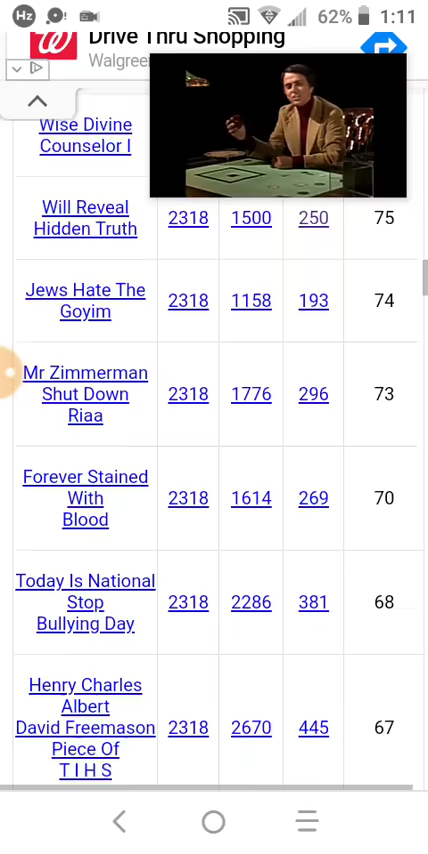 Hz
62% 1:11
Drive Thru Shopping
Walgree
Wise Divine
Counselor I
Will Reveal
Hidden Truth
2318 1500 250 75
Jews Hate The
Goyim
2318 1158 193 74
Mr Zimmerman
Shut Down
Riaa
2318 1776 296 73
Forever Stained
With
Blood
2318 1614 269 70
Today Is National
Stop
Bullying Day
2318 2286 381 68
Henry Charles
Albert
David Freemason
Piece Of
T I H S
2318 2670 445 67